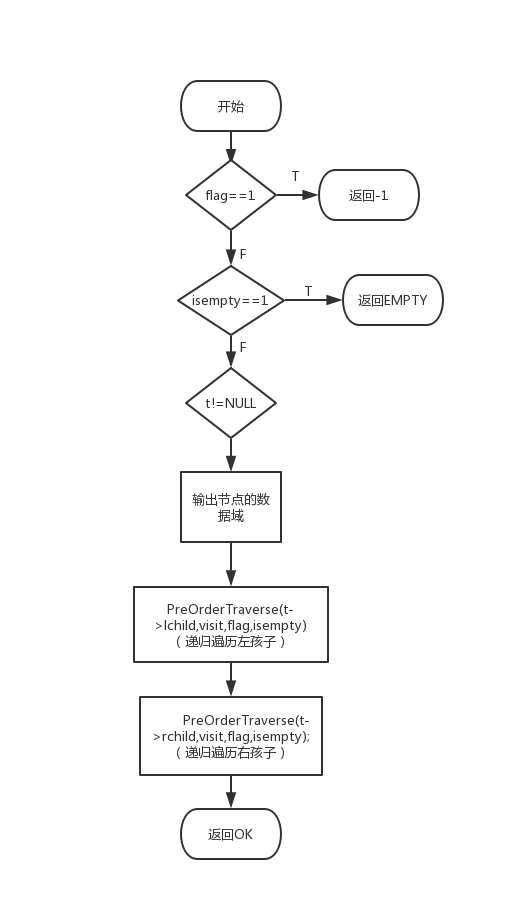 开始
flag==1
T
返回-1
F
isempty==1
T
返回EMPTY
F
t!=NULL
输出节点的数
据域
PreOrderTraverse(t-
>lchild,visit,flag,isempty)
（递归遍历左孩子）
PreOrderTraverse(t-
>rchild,visit,flag,isempty);
（递归遍历右孩子）
返回OK